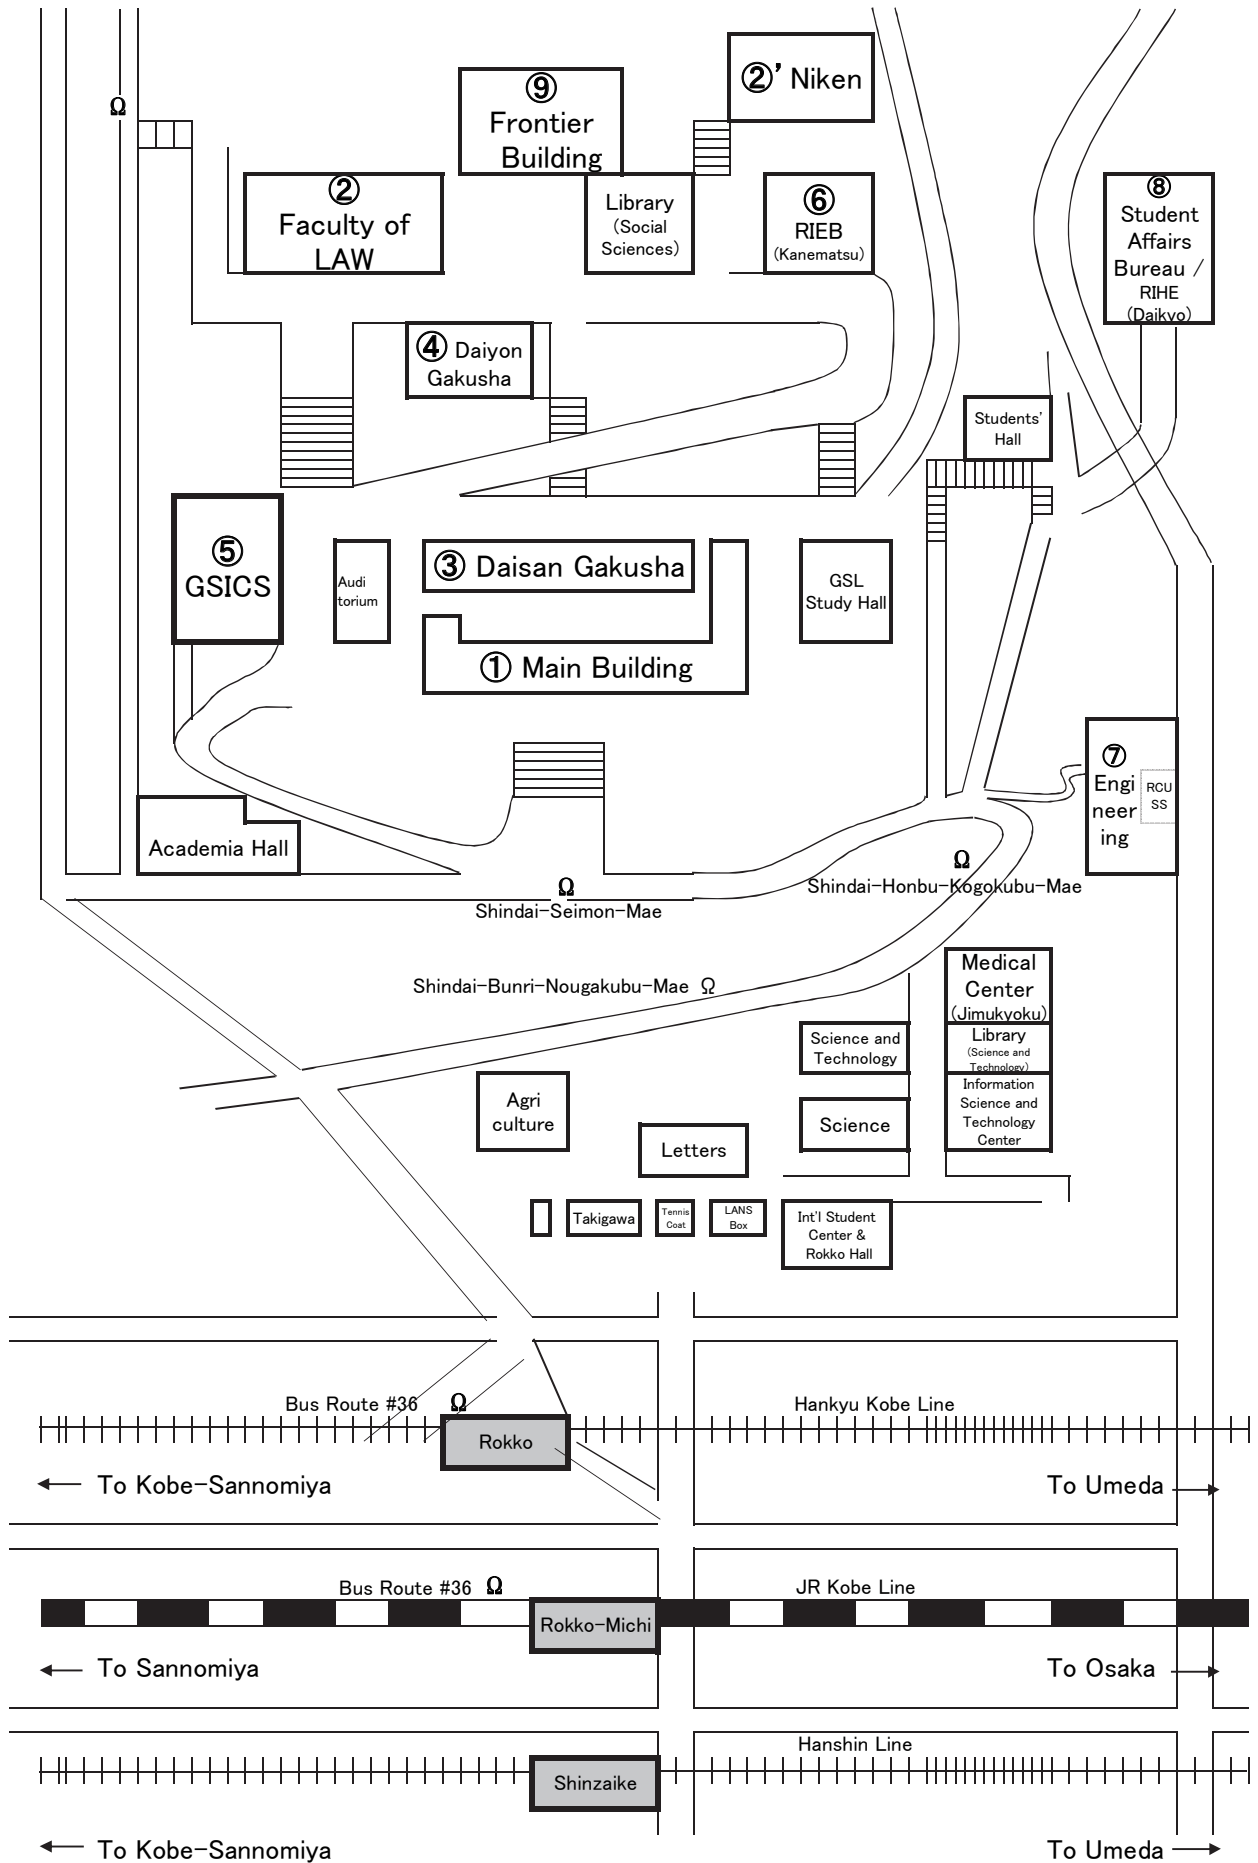 ②' Niken
⑨
Frontier
Building
Ω
②
Faculty of
LAW
Library
(Social
Sciences)
⑥
RIEB
(Kanematsu)
⑧
Student
Affairs
Bureau /
RIHE
(Daikyo)
④ Daiyon
Gakusha
Students'
Hall
⑤
GSICS
Audi
torium
③ Daisan Gakusha
GSL
Study Hall
① Main Building
⑦
Engi
neer
ing
RCU
SS
Academia Hall
Ω
Shindai-Seimon-Mae
Ω
Shindai-Honbu-Kogokubu-Mae
Shindai-Bunri-Nougakubu-Mae Ω
Medical
Center
(Jimukyoku)
Science and
Technology
Library
(Science and
Technology)
Agri
culture
Information
Science and
Technology
Center
Science
Letters
Takigawa
Tennis
Coat
LANS
Box
Int'l Student
Center &
Rokko Hall
Bus Route #36 Ω
Hankyu Kobe Line
Rokko
← To Kobe-Sannomiya
To Umeda →
Bus Route #36 Ω
JR Kobe Line
Rokko-Michi
← To Sannomiya
To Osaka →
Hanshin Line
Shinzaike
← To Kobe-Sannomiya
To Umeda →